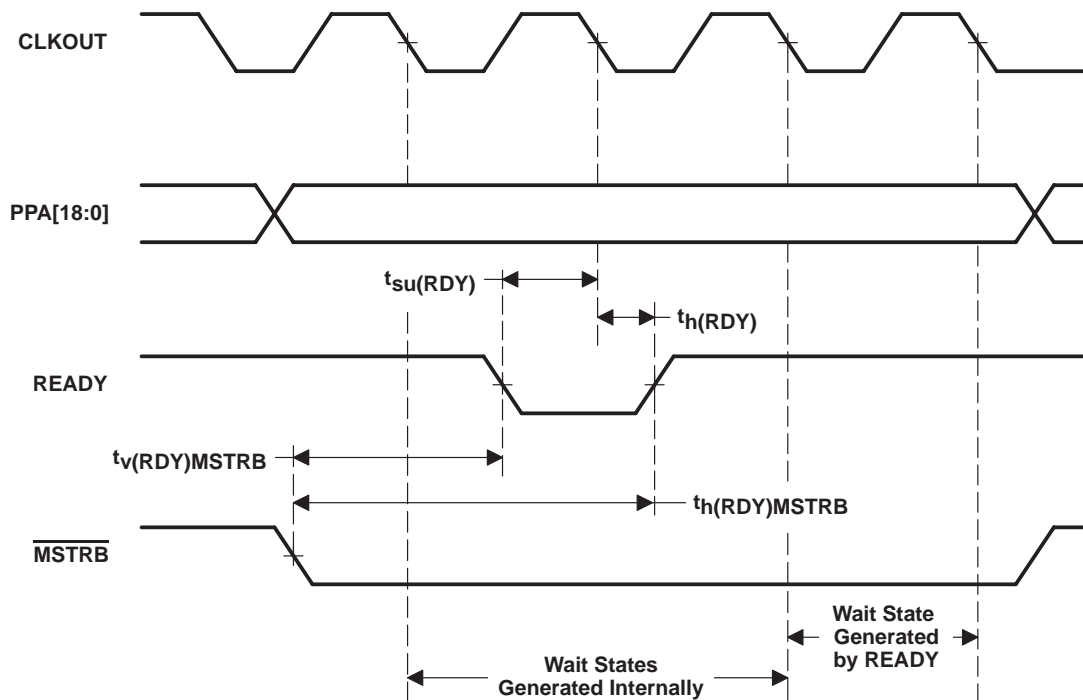 CLKOUT
PPA[18:0]
tsu(RDY)
th(RDY)
READY
tv(RDY)MSTRB
th(RDY)MSTRB
MSTRB
Wait State
Generated
by READY
Wait States
Generated Internally